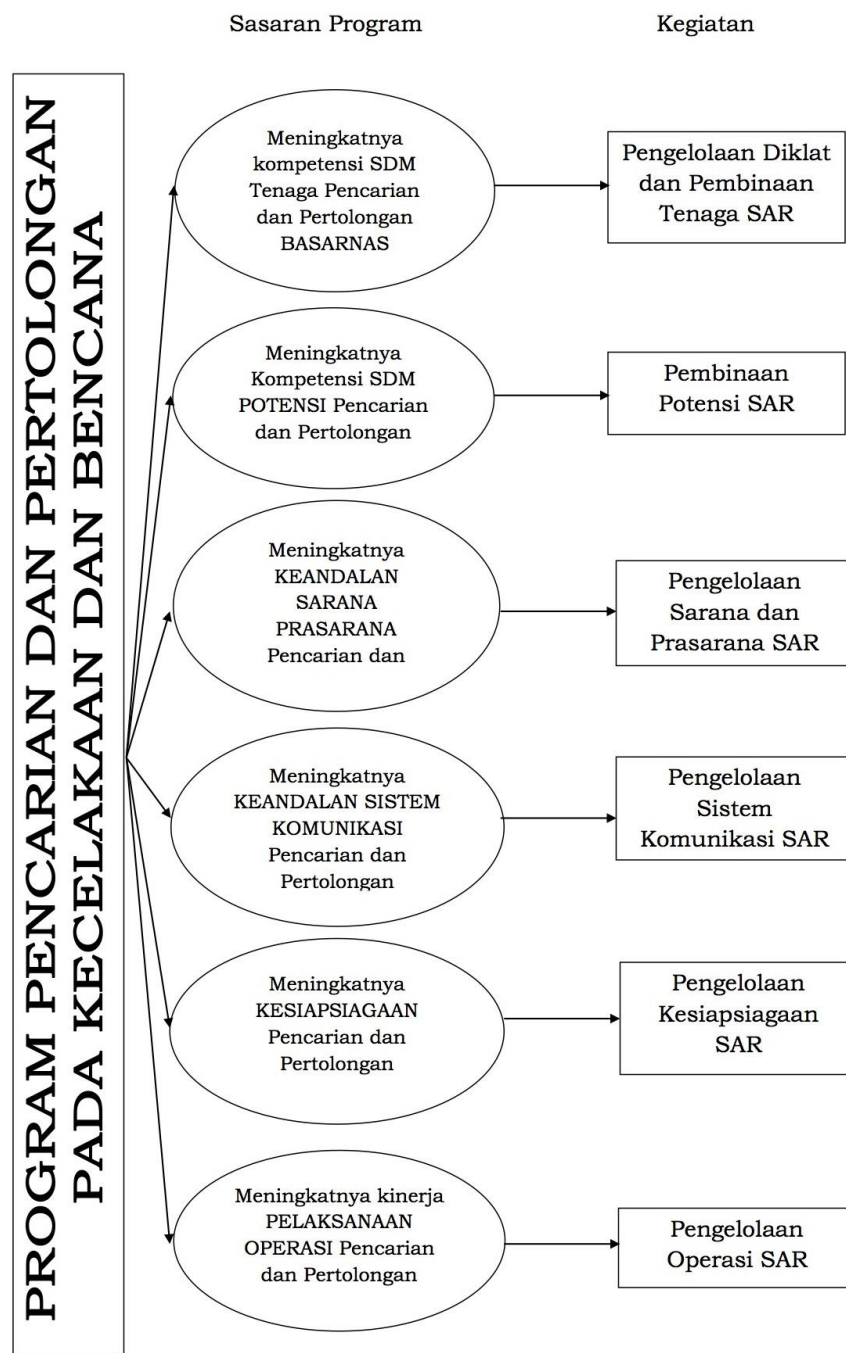 Sasaran Program
Kegiatan
PROGRAM PENCARIAN DAN PERTOLONGAN
PADA KECELAKAAN DAN BENCANA
Meningkatnya
kompetensi SDM
Tenaga Pencarian
dan Pertolongan
BASARNAS
Pengelolaan Diklat
dan Pembinaan
Tenaga SAR
Meningkatnya
Kompetensi SDM
POTENSI Pencarian
dan Pertolongan
Pembinaan
Potensi SAR
Meningkatnya
KEANDALAN
SARANA
PRASARANA
Pencarian dan
Pengelolaan
Sarana dan
Prasarana SAR
Meningkatnya
KEANDALAN SISTEM
KOMUNIKASI
Pencarian dan
Pertolongan
Pengelolaan
Sistem
Komunikasi SAR
Meningkatnya
KESIAPSIAGAAN
Pencarian dan
Pertolongan
Pengelolaan
Kesiapsiagaan
SAR
Meningkatnya kinerja
PELAKSANAAN
OPERASI Pencarian
dan Pertolongan
Pengelolaan
Operasi SAR